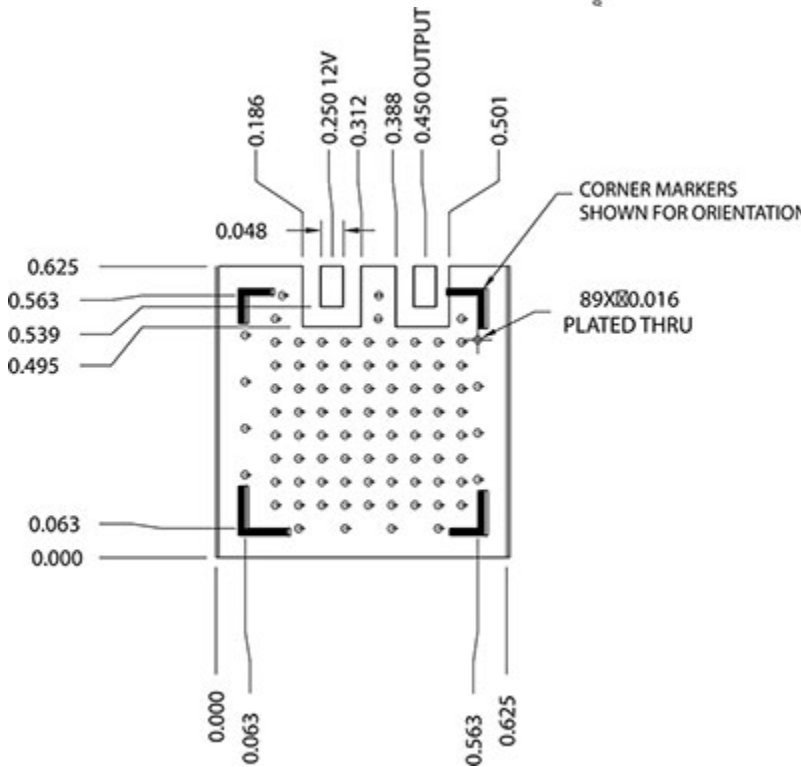 0.186
0.250 12V
0.312
0.388
0.450 OUTPUT
0.501
CORNER MARKERS
SHOWN FOR ORIENTATION
0.048
0.625
0.563
0.539
0.495
89X 0.016
PLATED THRU
0.063
0.000
0.000
0.063
0.563
0.625